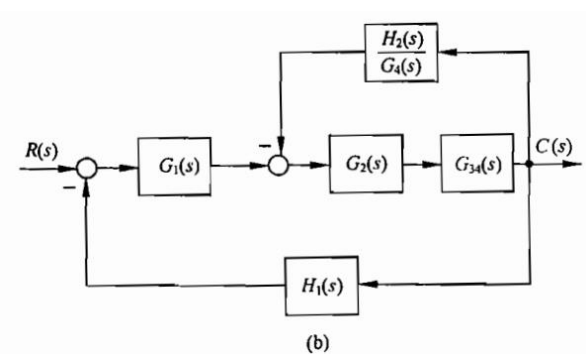 H₂(s)
G₄(s)
−
R(s)
G₁(s)
G₂(s)
G₃₄(s)
C(s)
−
H₁(s)
(b)